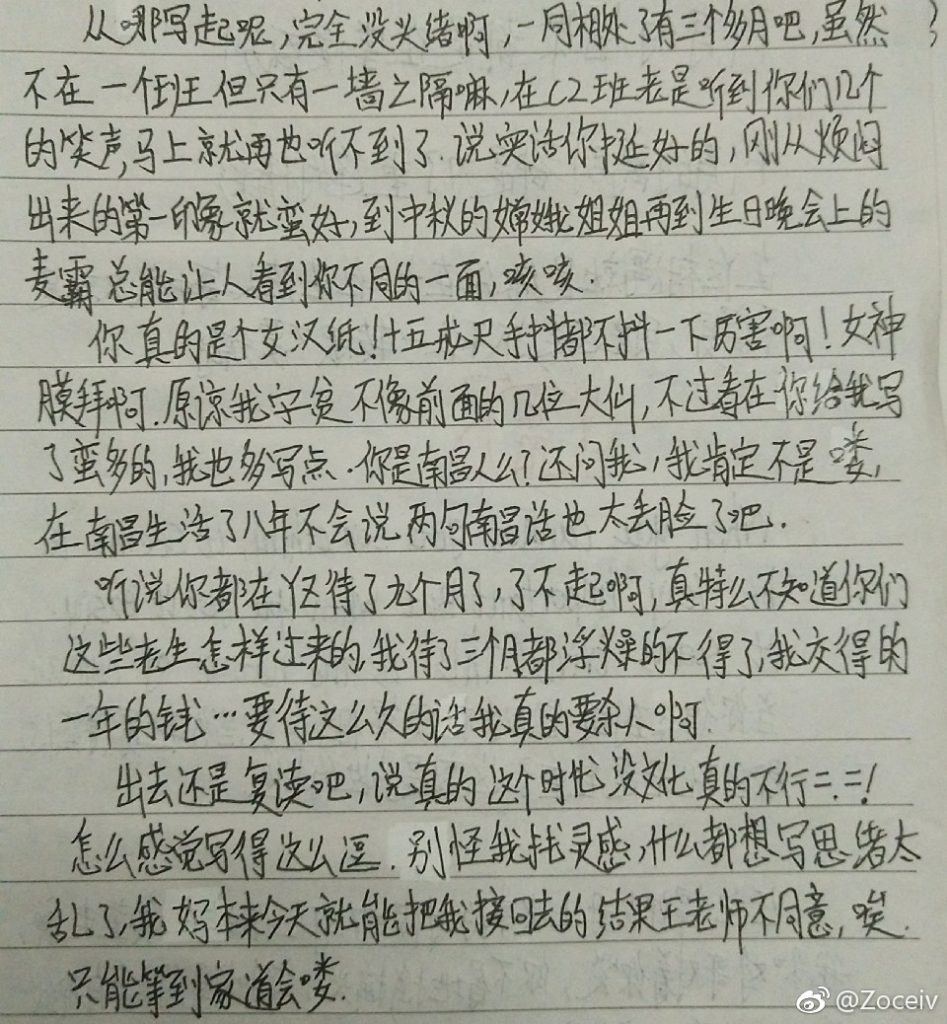 从哪写起呢,完全没头绪啊,一同相处了有三个多月吧,虽然
不在一个班但只有一墙之隔嘛,在C2班老是听到你们几个
的笑声,马上就再也听不到了.说实话你挺好的,刚从烦闷
出来的第一印象就蛮好,到中秋的嫦娥姐姐再到生日晚会上的
麦霸总能让人看到你不同的一面,咳咳.
你真的是个女汉纸!十五戒尺手抖都不抖一下厉害啊!女神
膜拜啊.原谅我字贫不像前面的几位大仙,不过看在你给我写
了蛮多的,我也多写点.你是南昌人么?还问我,我肯定不是喽,
在南昌生活了八年不会说两句南昌话也太丢脸了吧.
听说你都在这待了九个月了,了不起啊,真特么不知道你们
这些老生怎样过来的,我待了三个月都浮燥的不得了,我交得的
一年的钱…要待这么久的话我真的要杀人啊.
出去还是复读吧,说真的这个时代没文化真的不行=.=!
怎么感觉写得这么逗.别怪我找灵感,什么都想写思绪太
乱了,我妈本来今天就能把我接回去的结果王老师不同意,唉.
只能等到家道会喽.
@Zoceiv